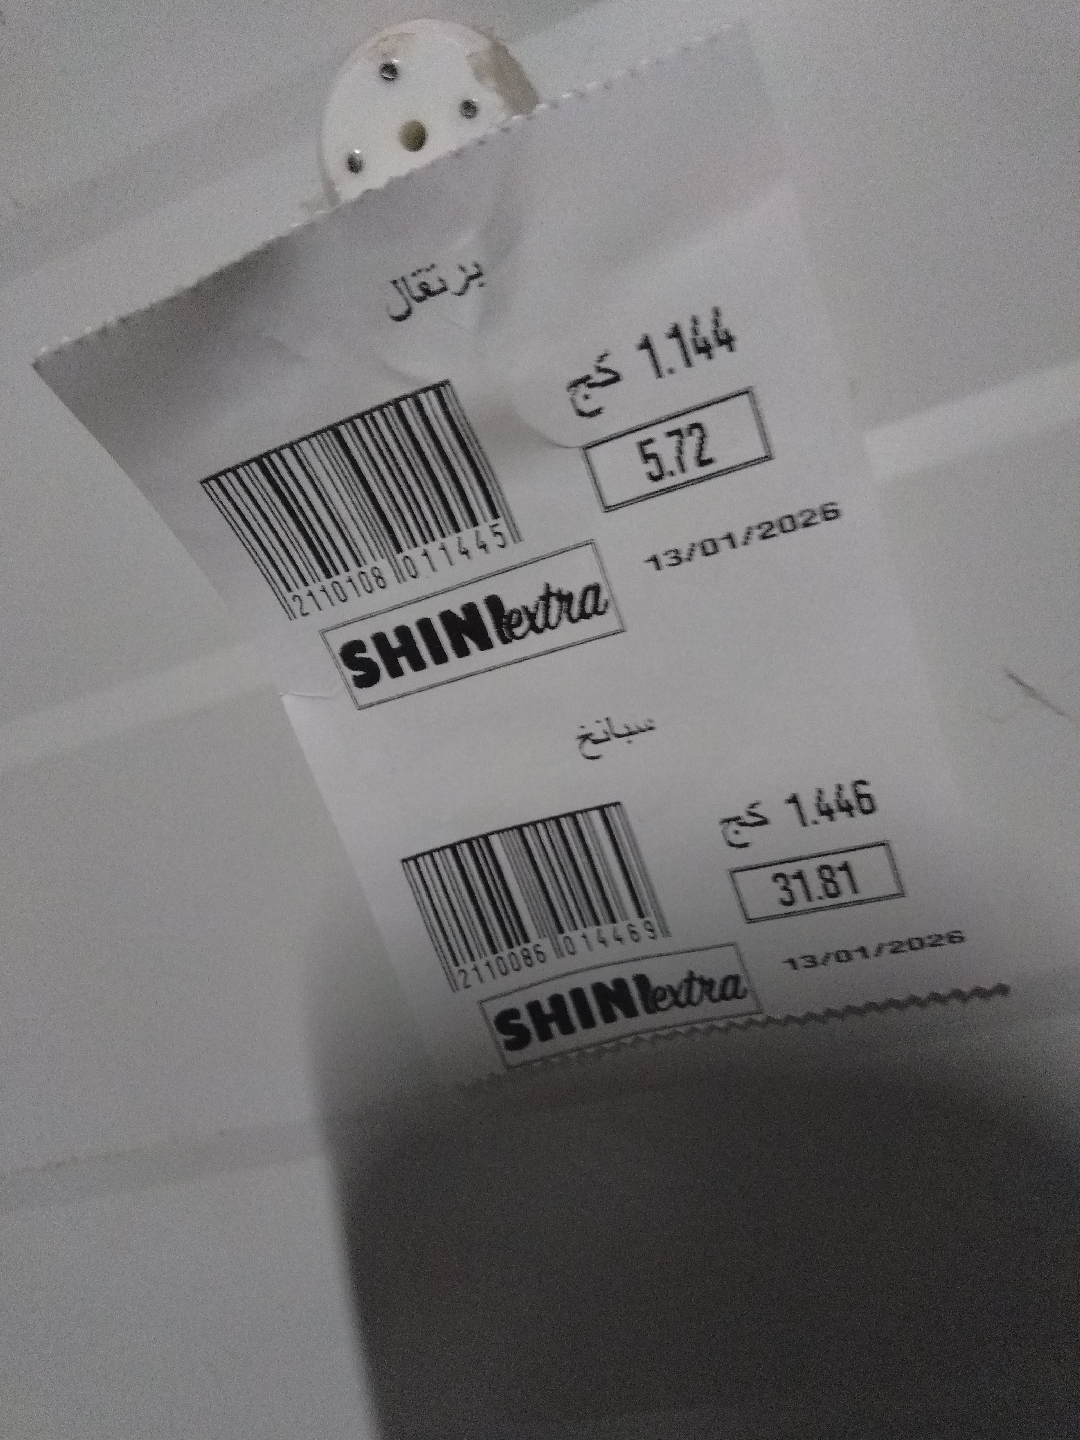 برتقال
1.144 كج
5.72
13/01/2026
2110108 011445
SHINI extra
سبانخ
1.446 كج
31.81
13/01/2026
2110086 014469
SHINI extra